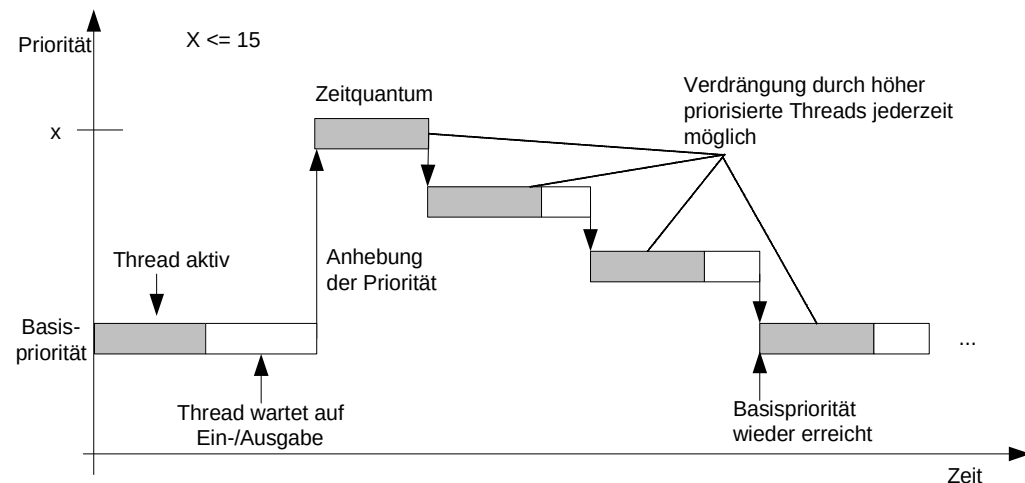 Priorität
X <= 15
Zeitquantum
Verdrängung durch höher
priorisierte Threads jederzeit
möglich
x
Thread aktiv
Anhebung
der Priorität
Basis-
priorität
...
Thread wartet auf
Ein-/Ausgabe
Basispriorität
wieder erreicht
Zeit